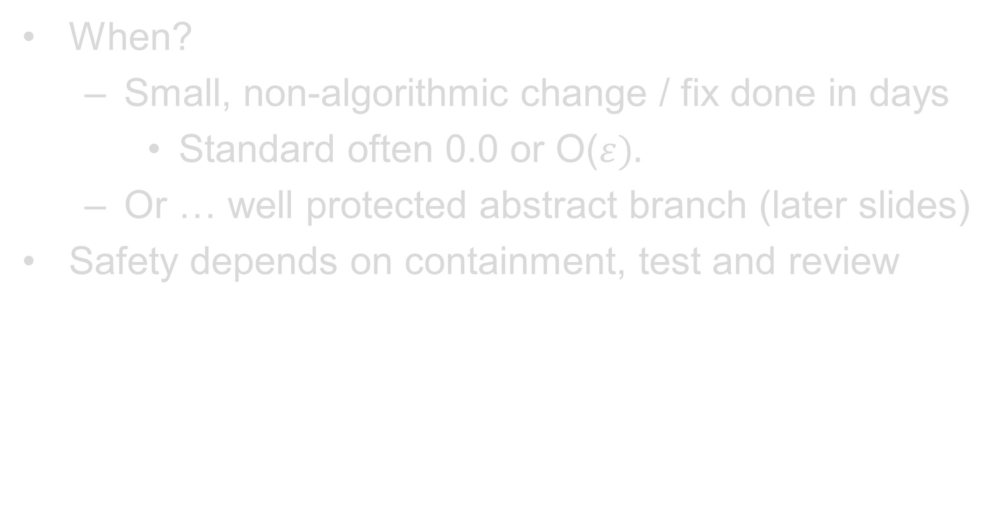 • When?
– Small, non-algorithmic change / fix done in days
• Standard often 0.0 or O(𝜀).
– Or … well protected abstract branch (later slides)
• Safety depends on containment, test and review